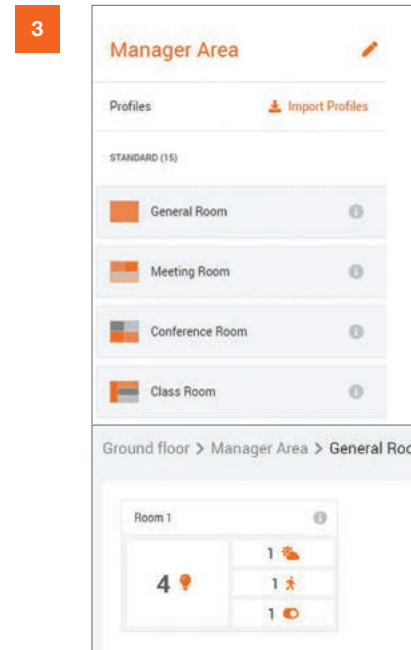 3
Manager Area
Profiles Import Profiles
STANDARD (15)
General Room
Meeting Room
Conference Room
Class Room
Ground floor > Manager Area > General Roo
Room 1
4
1
1
1